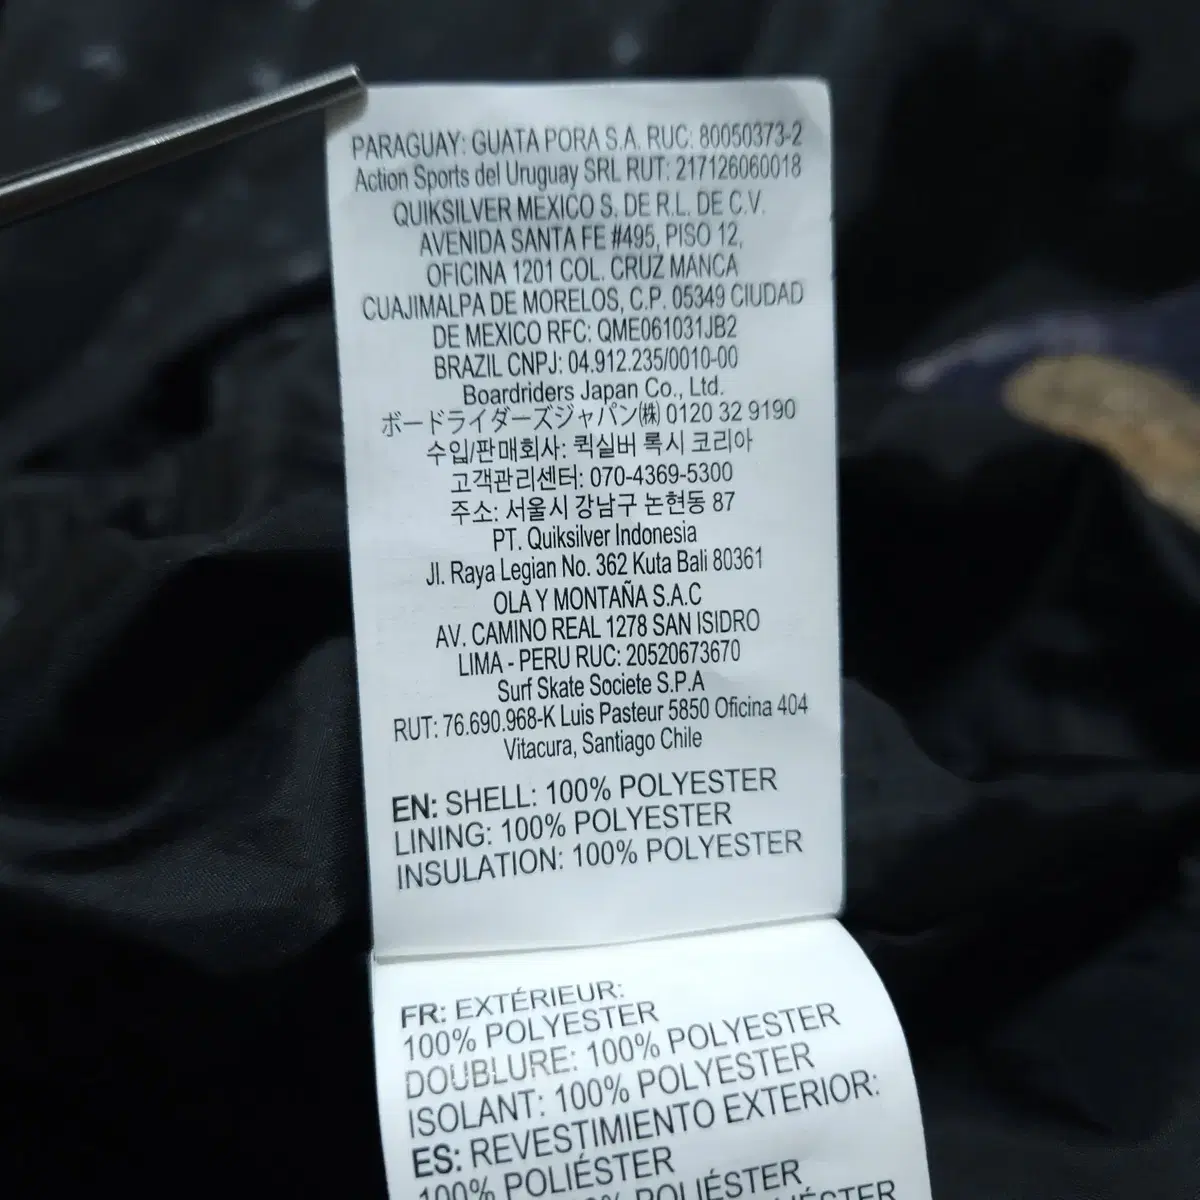 PARAGUAY: GUATA PORA S.A. RUC: 80050373-2
Action Sports del Uruguay SRL RUT: 217126060018
QUIKSILVER MEXICO S. DE R.L. DE C.V.
AVENIDA SANTA FE #495, PISO 12,
OFICINA 1201 COL. CRUZ MANCA
CUAJIMALPA DE MORELOS, C.P. 05349 CIUDAD
DE MEXICO RFC: QME061031JB2
BRAZIL CNPJ: 04.912.235/0010-00
Boardriders Japan Co., Ltd.
ボードライダーズジャパン(株) 0120 32 9190
수입/판매회사: 퀵실버 록시 코리아
고객관리센터: 070-4369-5300
주소: 서울시 강남구 논현동 87
PT. Quiksilver Indonesia
Jl. Raya Legian No. 362 Kuta Bali 80361
OLA Y MONTAÑA S.A.C
AV. CAMINO REAL 1278 SAN ISIDRO
LIMA - PERU RUC: 20520673670
Surf Skate Societe S.P.A
RUT: 76.690.968-K Luis Pasteur 5850 Oficina 404
Vitacura, Santiago Chile
EN: SHELL: 100% POLYESTER
LINING: 100% POLYESTER
INSULATION: 100% POLYESTER
FR: EXTÉRIEUR:
100% POLYESTER
DOUBLURE: 100% POLYESTER
ISOLANT: 100% POLYESTER
ES: REVESTIMIENTO EXTERIOR:
100% POLIÉSTER
POLIÉSTER